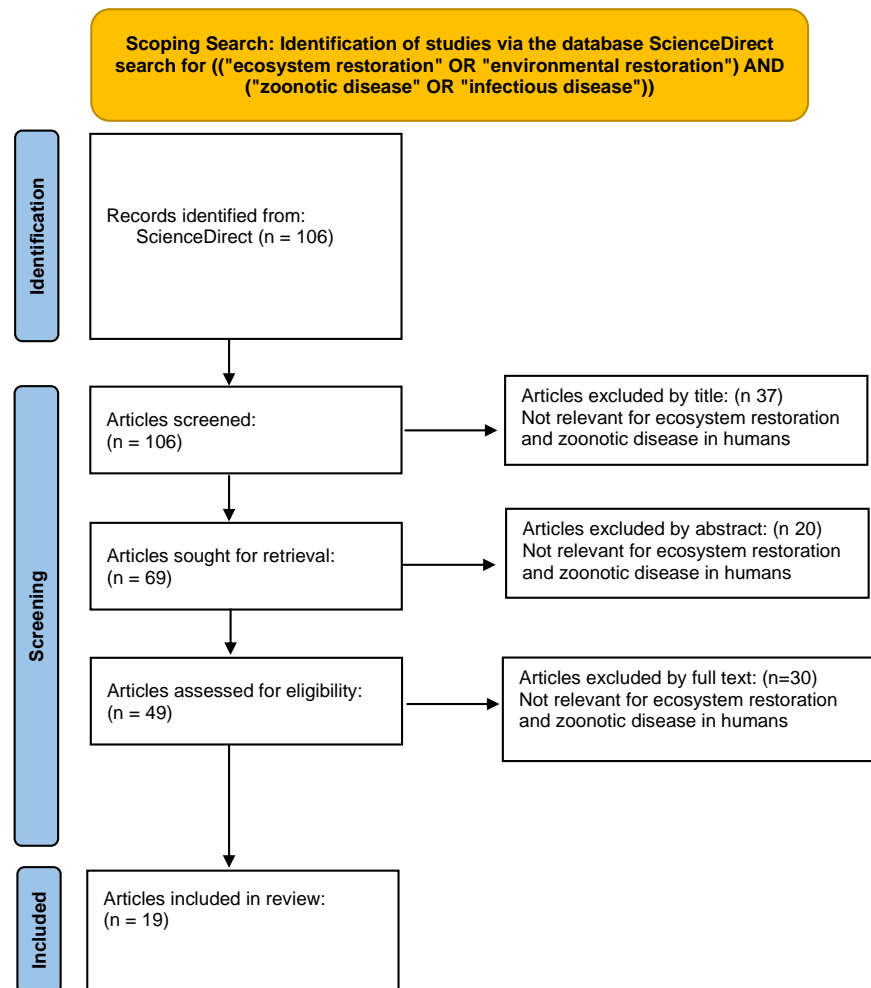 Scoping Search: Identification of studies via the database ScienceDirect
search for (("ecosystem restoration" OR "environmental restoration") AND
("zoonotic disease" OR "infectious disease"))
Identification
Records identified from:
ScienceDirect (n = 106)
Screening
Articles screened:
(n = 106)
Articles excluded by title: (n 37)
Not relevant for ecosystem restoration
and zoonotic disease in humans
Articles sought for retrieval:
(n = 69)
Articles excluded by abstract: (n 20)
Not relevant for ecosystem restoration
and zoonotic disease in humans
Articles assessed for eligibility:
(n = 49)
Articles excluded by full text: (n=30)
Not relevant for ecosystem restoration
and zoonotic disease in humans
Included
Articles included in review:
(n = 19)